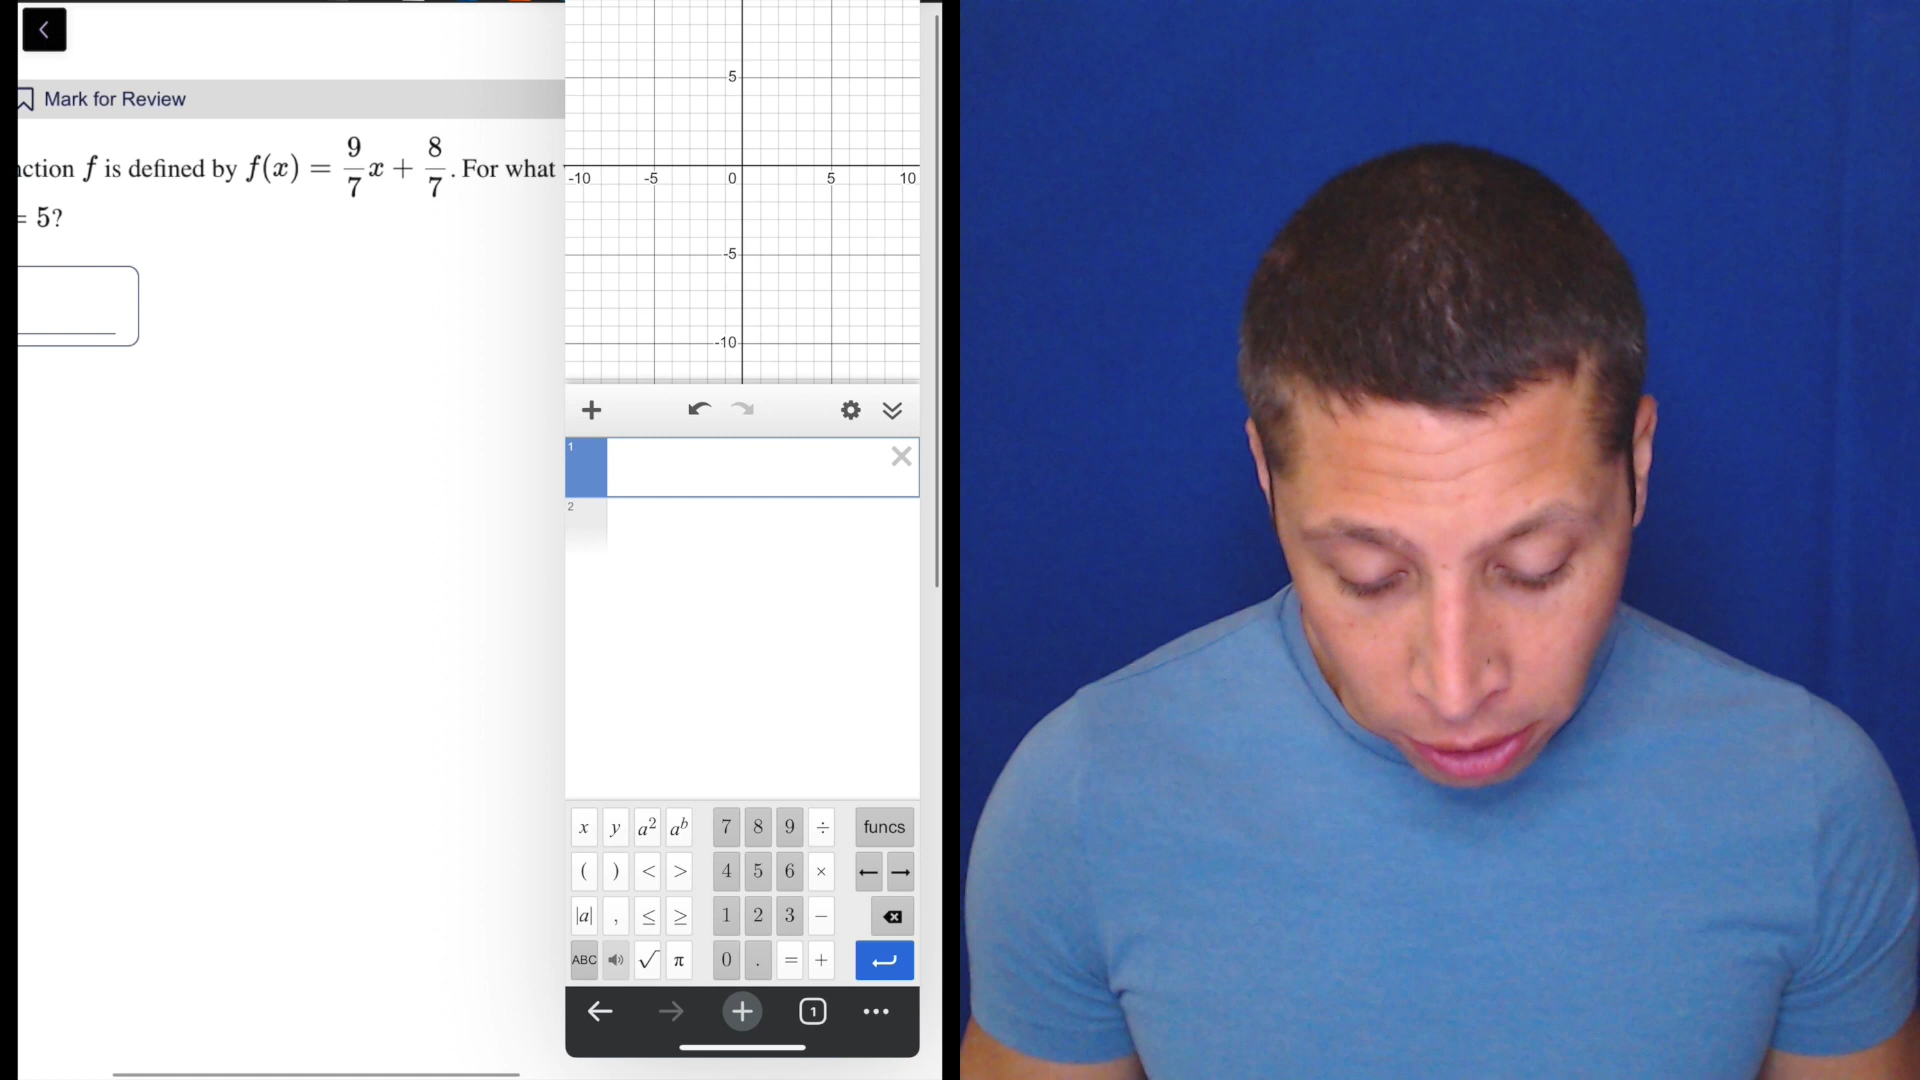 Mark for Review
f is defined by f(x) = 9/7 x + 8/7. For what
= 5?
5
-10 -5 0 5 10
-5
-10
1
2
x y a² aᵇ 7 8 9 ÷ funcs
( ) < > 4 5 6 × ← →
|a| , ≤ ≥ 1 2 3 −
ABC √ π 0 . = +
1